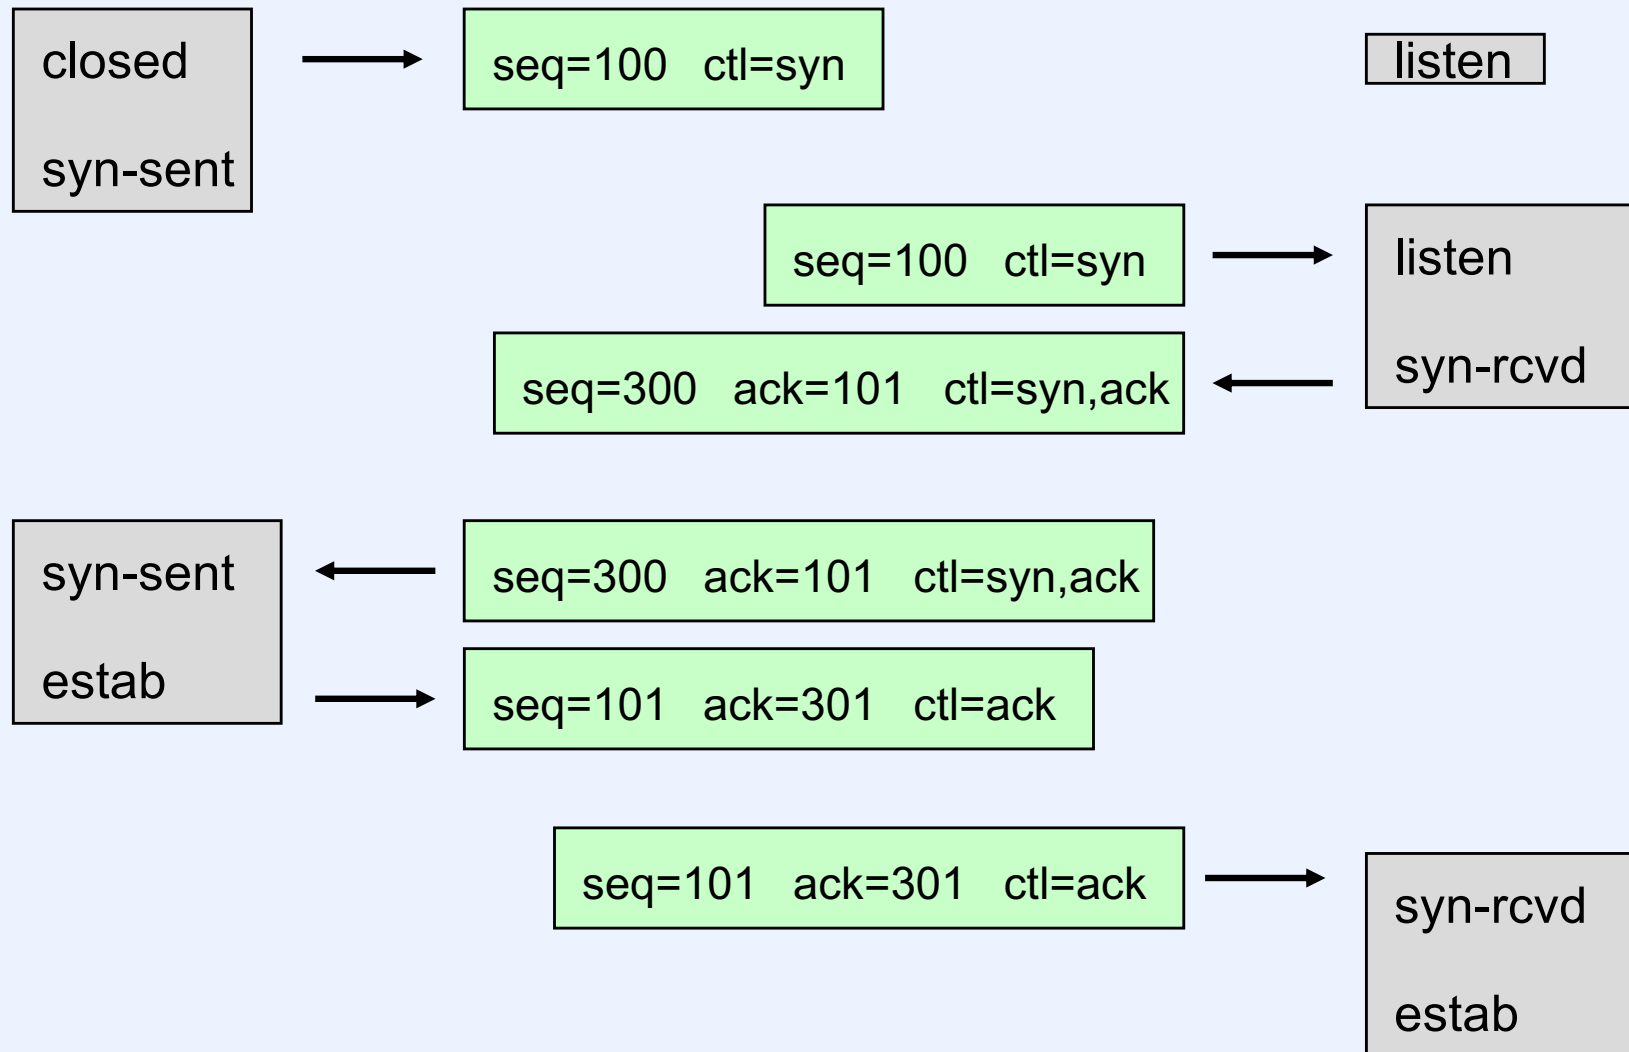 closed
seq=100 ctl=syn
listen
syn-sent
seq=100 ctl=syn
listen
seq=300 ack=101 ctl=syn,ack
syn-rcvd
syn-sent
seq=300 ack=101 ctl=syn,ack
estab
seq=101 ack=301 ctl=ack
seq=101 ack=301 ctl=ack
syn-rcvd
estab